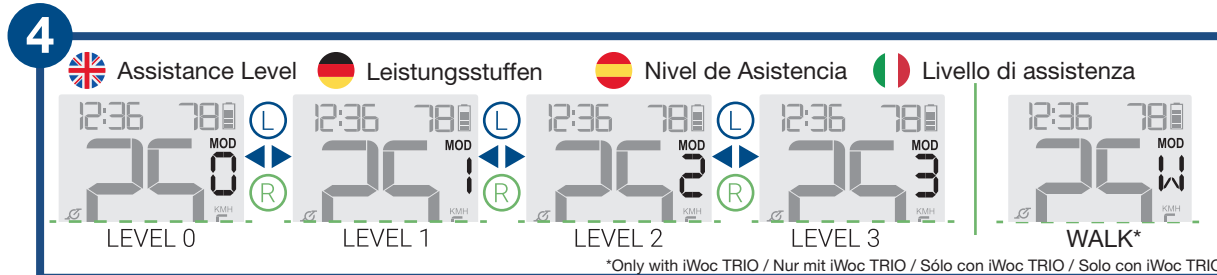 4
Assistance Level Leistungsstuffen Nivel de Asistencia Livello di assistenza
12:36 78 L 12:36 78 L 12:36 78 L 12:36 78 12:36 78
25 MOD 0 25 MOD 1 25 MOD 2 25 MOD 3 25 MOD W
R R R
KMH KMH KMH KMH KMH
LEVEL 0 LEVEL 1 LEVEL 2 LEVEL 3 WALK*
*Only with iWoc TRIO / Nur mit iWoc TRIO / Sólo con iWoc TRIO / Solo con iWoc TRIO